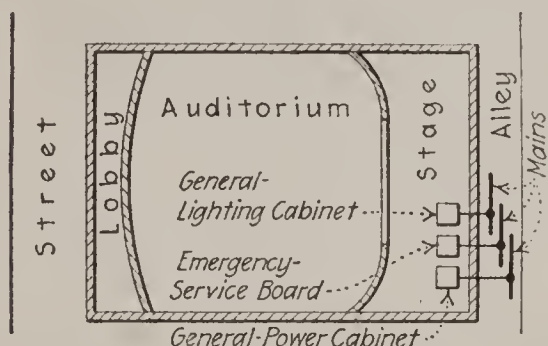 Street
Lobby
Auditorium
Stage
Alley
Mains
General-
Lighting Cabinet
Emergency-
Service Board
General-Power Cabinet